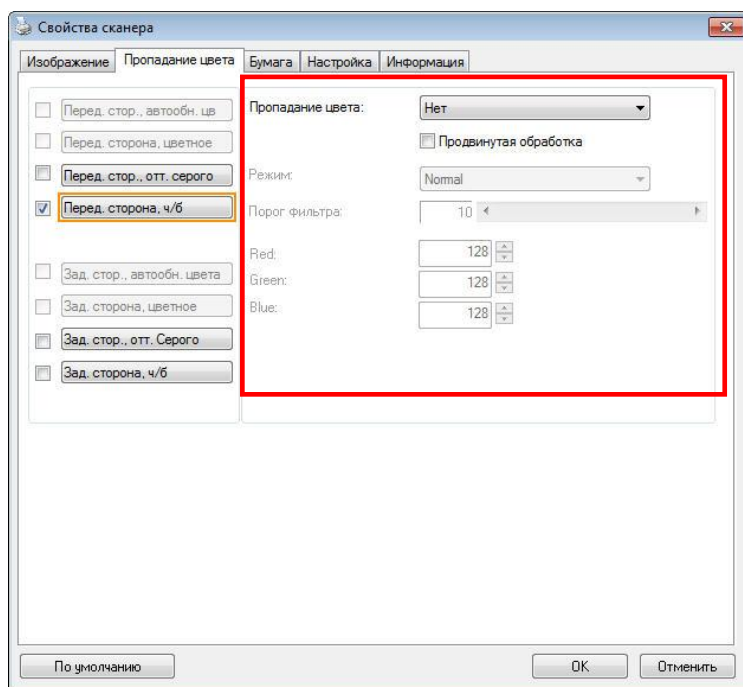 Свойства сканера
Изображение Пропадание цвета Бумага Настройка Информация
Перед. стор., автообн. цв
Перед. сторона, цветное
Перед. стор., отт. серого
Перед. сторона, ч/б
Зад. стор., автообн. цвета
Зад. сторона, цветное
Зад. стор., отт. Серого
Зад. сторона, ч/б
Пропадание цвета: Нет
Продвинутая обработка
Режим: Normal
Порог фильтра: 10
Red: 128
Green: 128
Blue: 128
По умолчанию OK Отменить